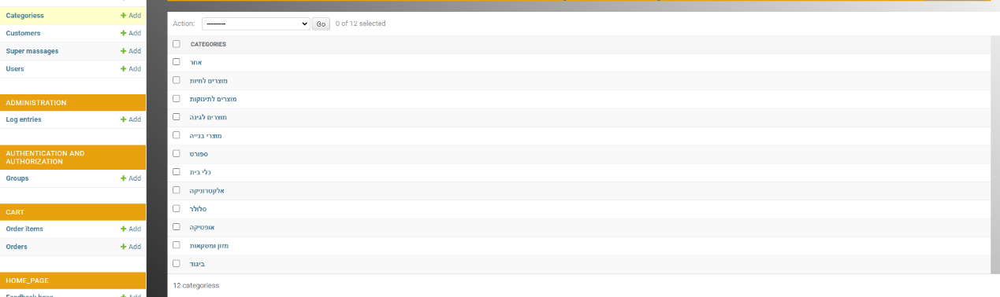 Categoriess + Add
Customers + Add
Super massages + Add
Users + Add
ADMINISTRATION
Log entries + Add
AUTHENTICATION AND
AUTHORIZATION
Groups + Add
CART
Order items + Add
Orders + Add
HOME_PAGE
Action: --------- Go 0 of 12 selected
CATEGORIES
אחר
מוצרים לחיות
מוצרים לתינוקות
מוצרים לגינה
מוצרי בנייה
ספורט
כלי בית
אלקטרוניקה
סלולר
אופטיקה
מזון ומשקאות
ביגוד
12 categoriess